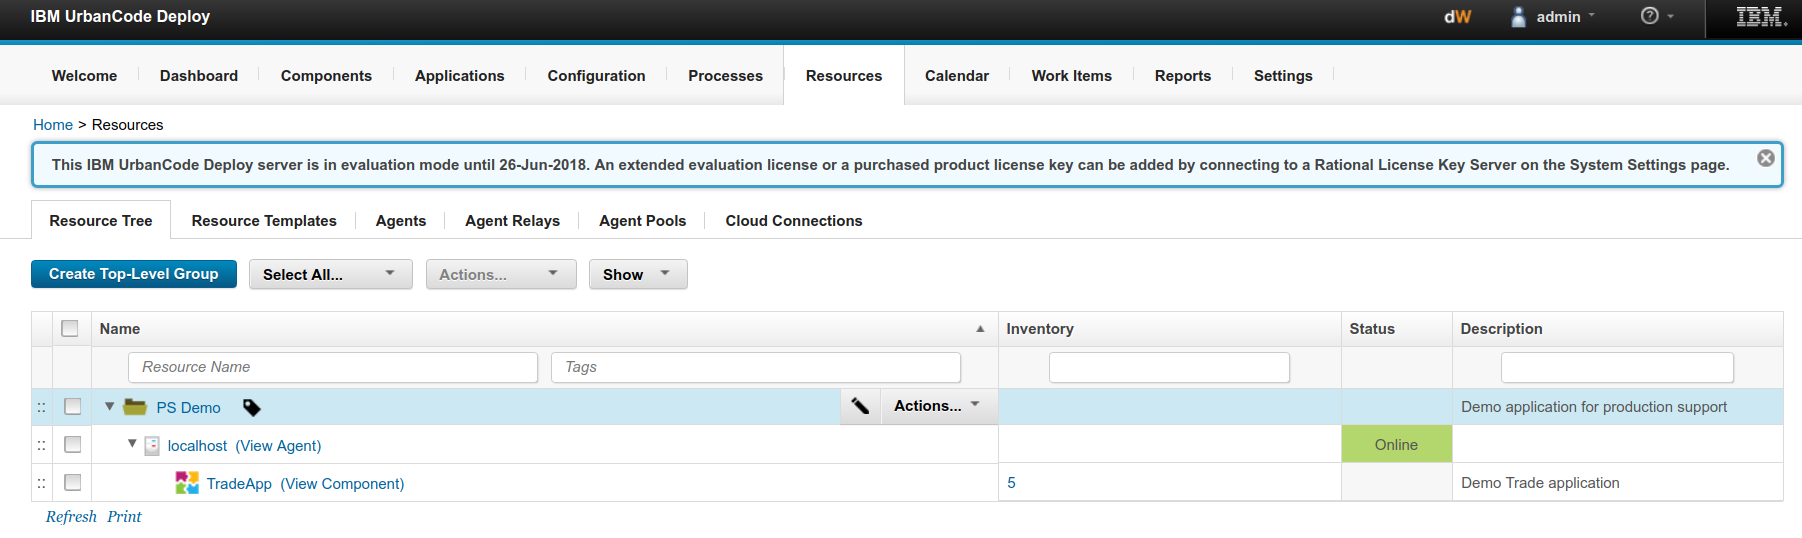 IBM UrbanCode Deploy dW admin ? IBM.
Welcome Dashboard Components Applications Configuration Processes Resources Calendar Work Items Reports Settings
Home > Resources
This IBM UrbanCode Deploy server is in evaluation mode until 26-Jun-2018. An extended evaluation license or a purchased product license key can be added by connecting to a Rational License Key Server on the System Settings page.
Resource Tree Resource Templates Agents Agent Relays Agent Pools Cloud Connections
Create Top-Level Group Select All... Actions... Show
Name Inventory Status Description
Resource Name Tags
PS Demo Actions... Demo application for production support
localhost (View Agent) Online
TradeApp (View Component) 5 Demo Trade application
Refresh Print